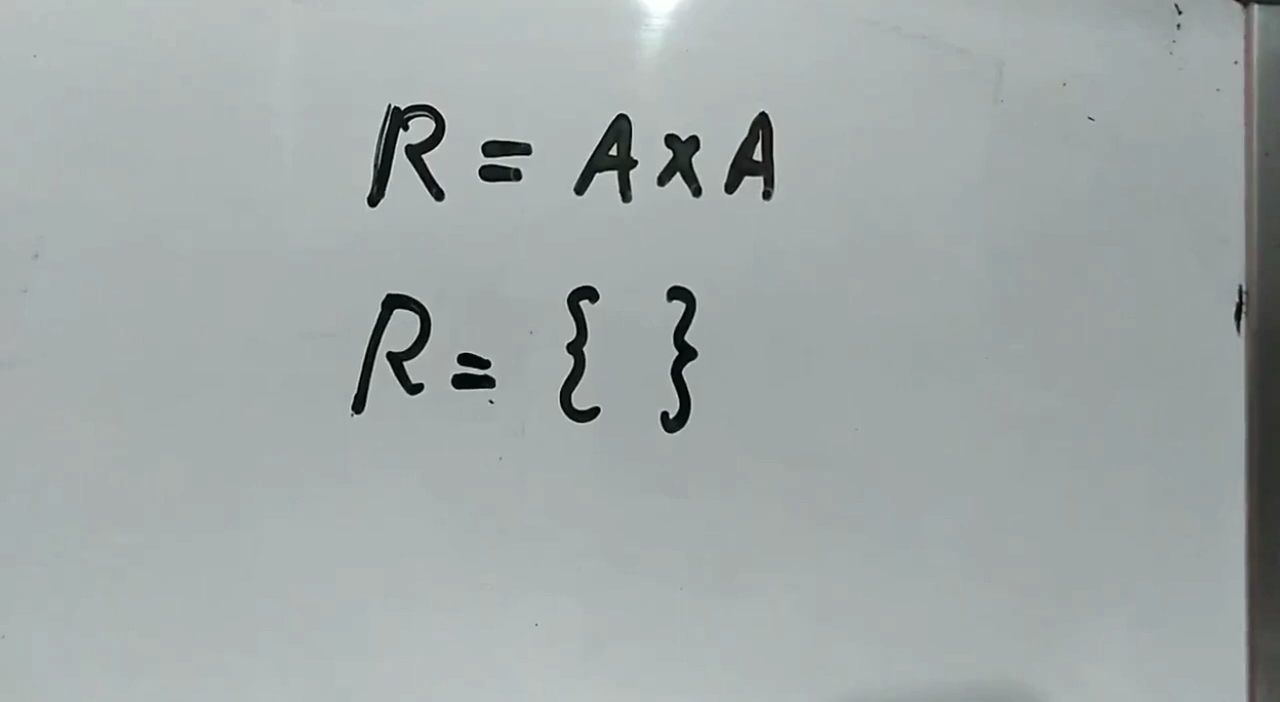 R = A x A
R = { }